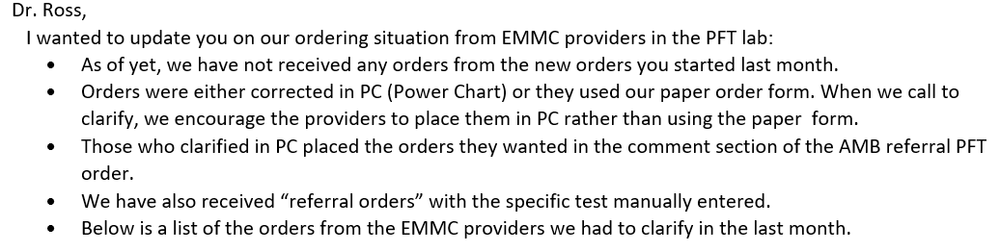 Dr. Ross,
I wanted to update you on our ordering situation from EMMC providers in the PFT lab:
• As of yet, we have not received any orders from the new orders you started last month.
• Orders were either corrected in PC (Power Chart) or they used our paper order form. When we call to
clarify, we encourage the providers to place them in PC rather than using the paper  form.
• Those who clarified in PC placed the orders they wanted in the comment section of the AMB referral PFT
order.
• We have also received “referral orders” with the specific test manually entered.
• Below is a list of the orders from the EMMC providers we had to clarify in the last month.